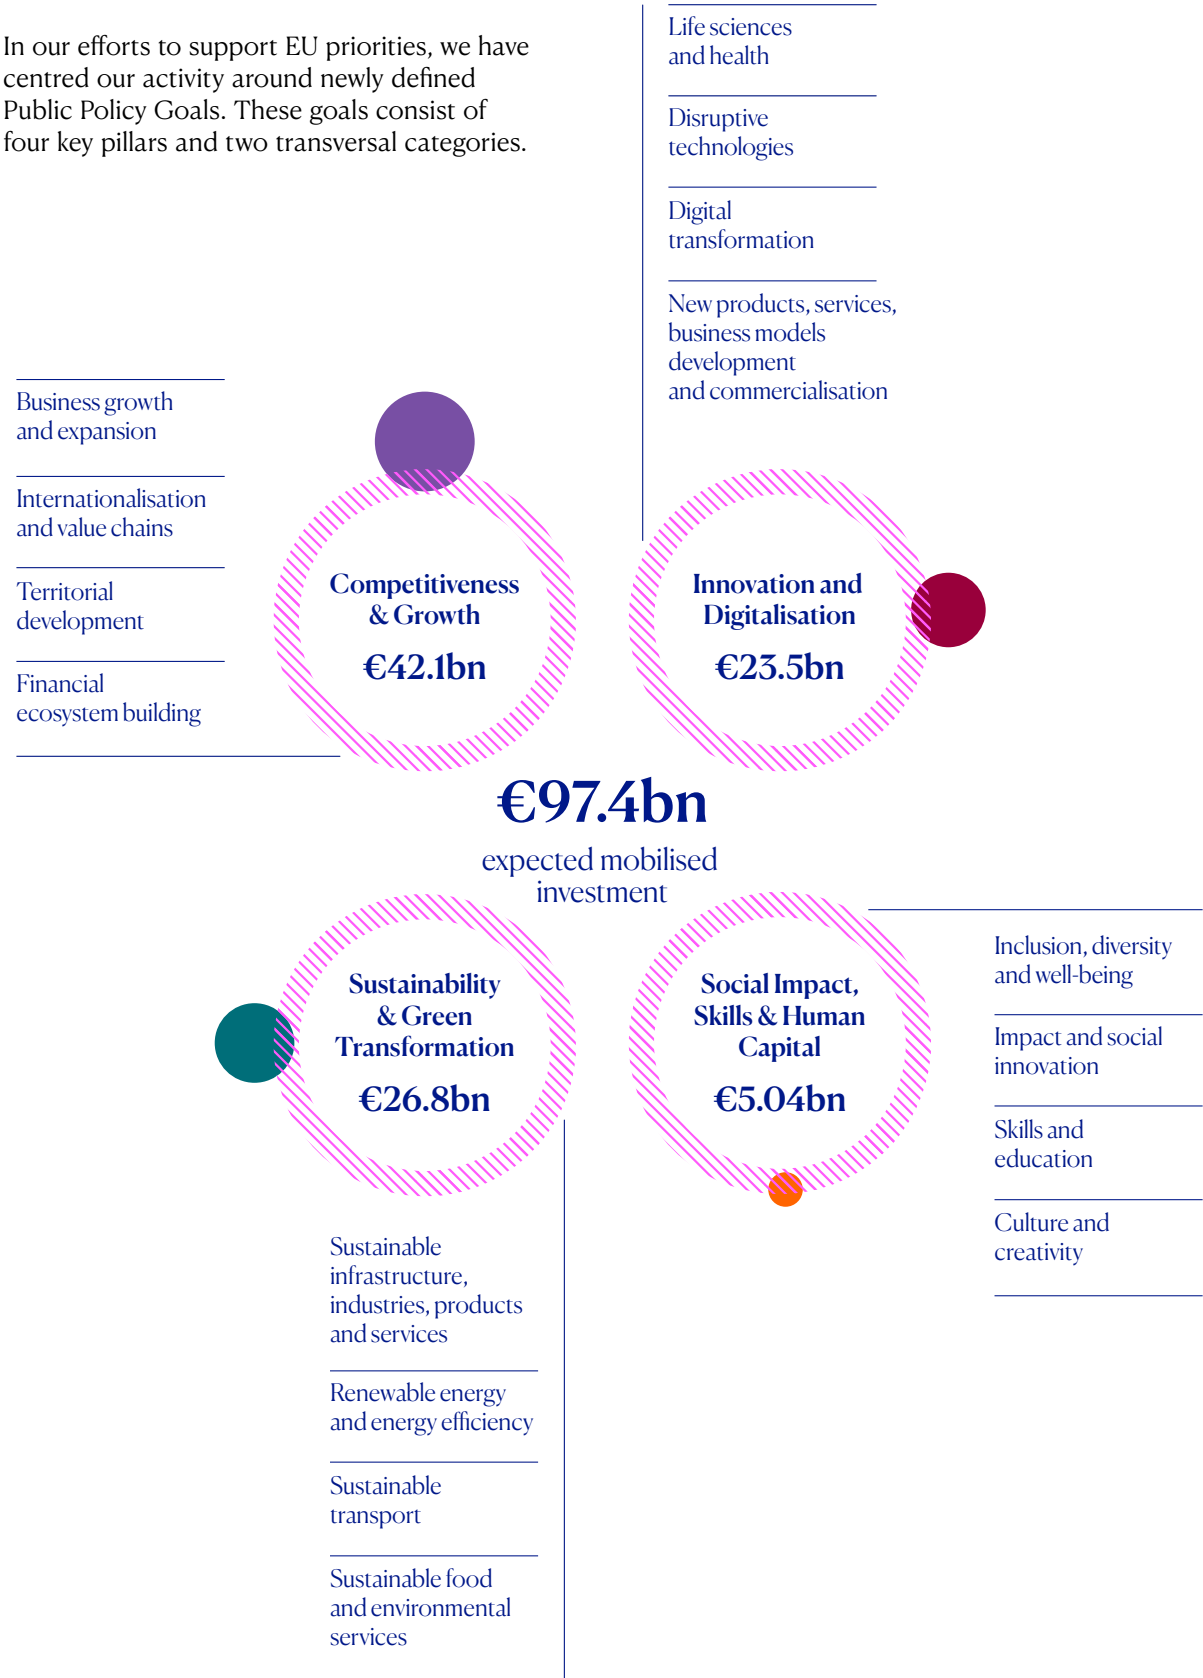 In our efforts to support EU priorities, we have
centred our activity around newly defined
Public Policy Goals. These goals consist of
four key pillars and two transversal categories.
Life sciences
and health
Disruptive
technologies
Digital
transformation
New products, services,
business models
development
and commercialisation
Business growth
and expansion
Internationalisation
and value chains
Territorial
development
Financial
ecosystem building
Competitiveness
& Growth
€42.1bn
Innovation and
Digitalisation
€23.5bn
€97.4bn
expected mobilised
investment
Sustainability
& Green
Transformation
€26.8bn
Social Impact,
Skills & Human
Capital
€5.04bn
Inclusion, diversity
and well-being
Impact and social
innovation
Skills and
education
Culture and
creativity
Sustainable
infrastructure,
industries, products
and services
Renewable energy
and energy efficiency
Sustainable
transport
Sustainable food
and environmental
services